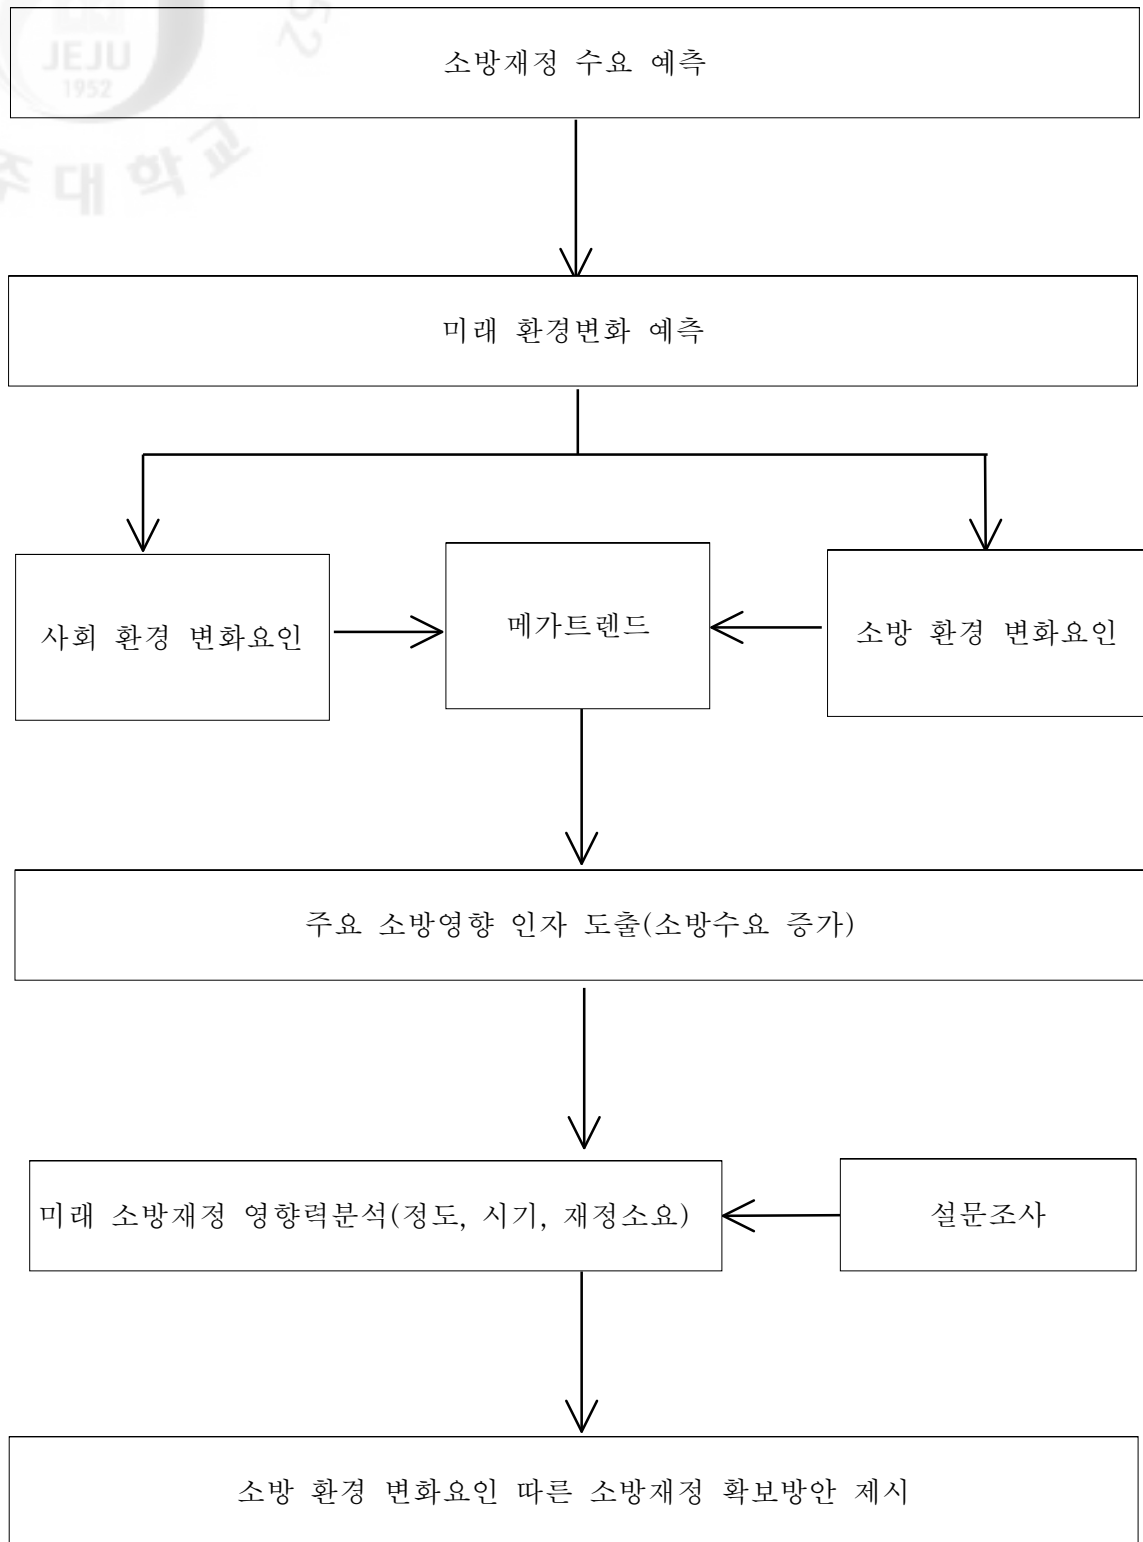 JEJU
1952
대학교
소방재정 수요 예측
미래 환경변화 예측
사회 환경 변화요인
메가트렌드
소방 환경 변화요인
주요 소방영향 인자 도출(소방수요 증가)
미래 소방재정 영향력분석(정도, 시기, 재정소요)
설문조사
소방 환경 변화요인 따른 소방재정 확보방안 제시